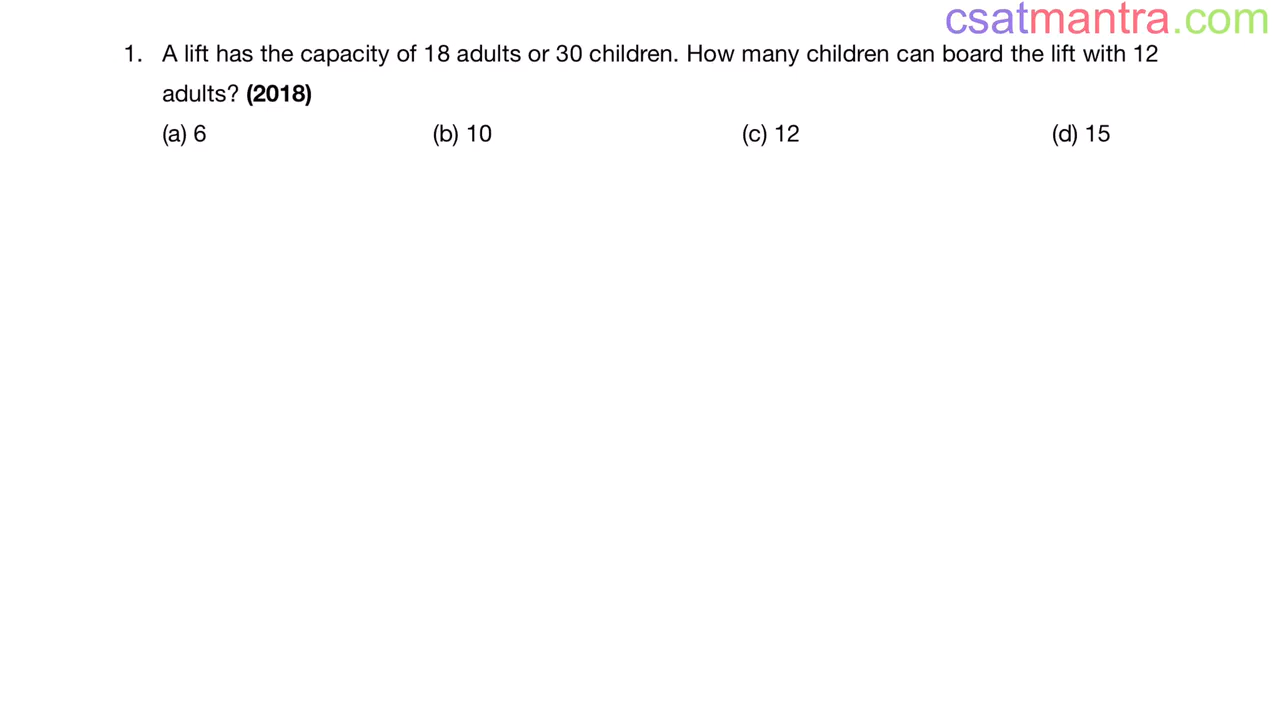 csatmantra.com
1. A lift has the capacity of 18 adults or 30 children. How many children can board the lift with 12
adults? (2018)
(a) 6 (b) 10 (c) 12 (d) 15